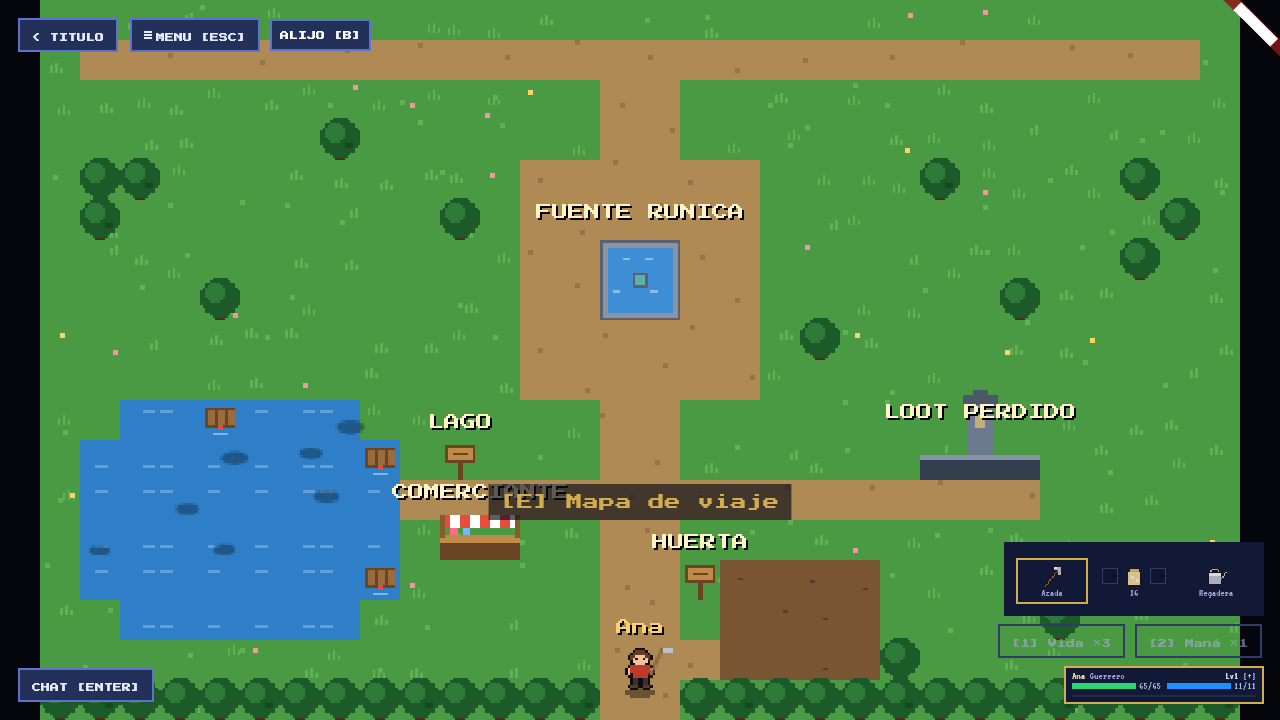 < TITULO
≡MENU [ESC]
ALIJO [B]
FUENTE RUNICA
LAGO
LOOT PERDIDO
COMERCIANTE
[E] Mapa de viaje
HUERTA
Azada
16
Regadera
Ana
[1] Vida ×3
[2] Maná ×1
CHAT [ENTER]
Ana Guerrero
Lv1 [+]
65/65
11/11